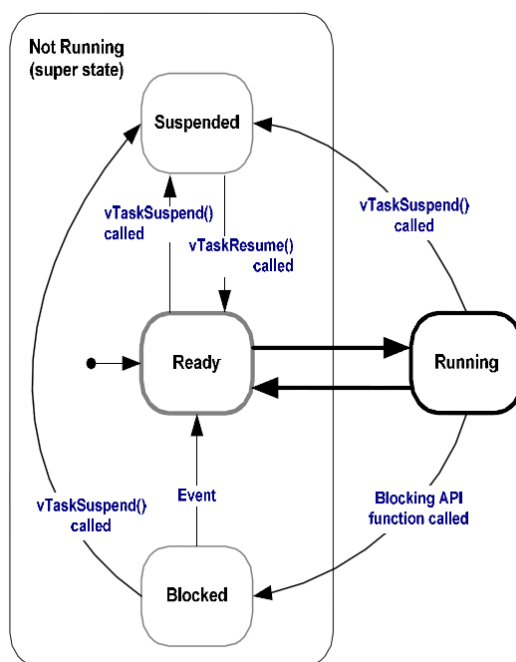 Not Running
(super state)
Suspended
vTaskSuspend()
called
vTaskResume()
called
vTaskSuspend()
called
Ready
Running
vTaskSuspend()
called
Event
Blocking API
function called
Blocked